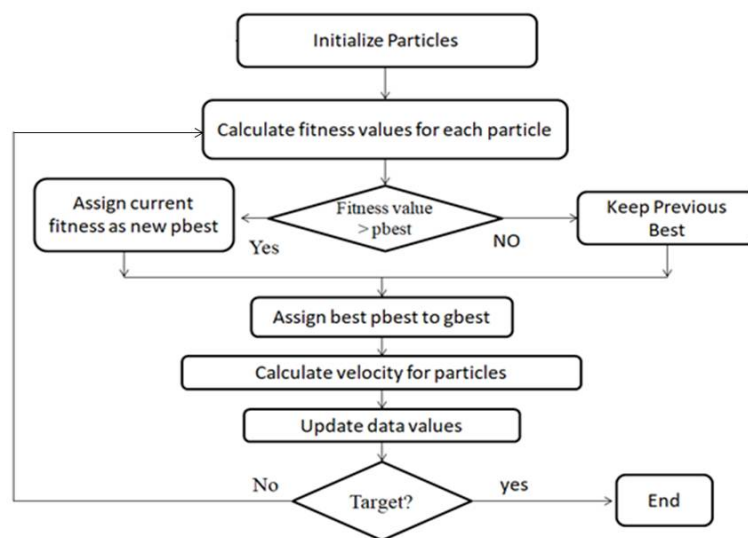 Initialize Particles
Calculate fitness values for each particle
Assign current
fitness as new pbest
Fitness value
> pbest
Keep Previous
Best
Yes
NO
Assign best pbest to gbest
Calculate velocity for particles
Update data values
No
Target?
yes
End